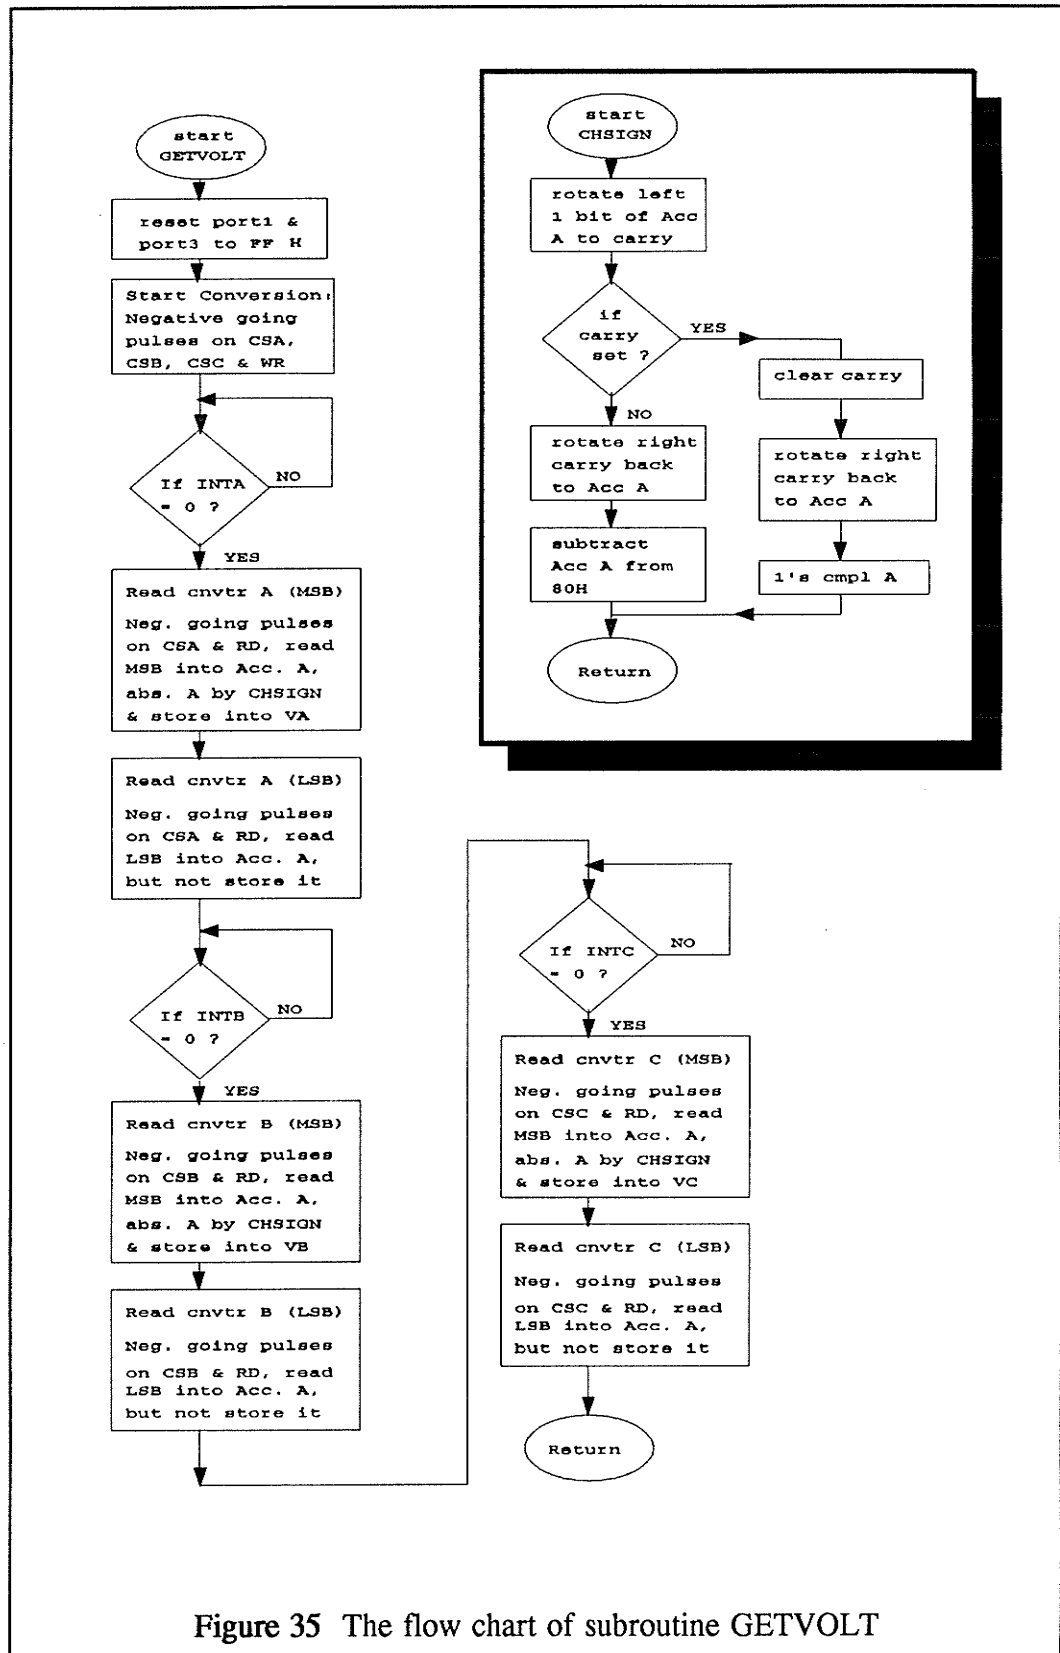 start
GETVOLT
reset port1 &
port3 to FF H
Start Conversion:
Negative going
pulses on CSA,
CSB, CSC & WR
If INTA
= 0 ?
NO
YES
Read cnvtr A (MSB)
Neg. going pulses
on CSA & RD, read
MSB into Acc. A,
abs. A by CHSIGN
& store into VA
Read cnvtr A (LSB)
Neg. going pulses
on CSA & RD, read
LSB into Acc. A,
but not store it
If INTB
= 0 ?
NO
YES
Read cnvtr B (MSB)
Neg. going pulses
on CSB & RD, read
MSB into Acc. A,
abs. A by CHSIGN
& store into VB
Read cnvtr B (LSB)
Neg. going pulses
on CSB & RD, read
LSB into Acc. A,
but not store it
If INTC
= 0 ?
NO
YES
Read cnvtr C (MSB)
Neg. going pulses
on CSC & RD, read
MSB into Acc. A,
abs. A by CHSIGN
& store into VC
Read cnvtr C (LSB)
Neg. going pulses
on CSC & RD, read
LSB into Acc. A,
but not store it
Return
start
CHSIGN
rotate left
1 bit of Acc
A to carry
if
carry
set ?
YES
NO
clear carry
rotate right
carry back
to Acc A
1's cmpl A
rotate right
carry back
to Acc A
subtract
Acc A from
80H
Return
Figure 35 The flow chart of subroutine GETVOLT